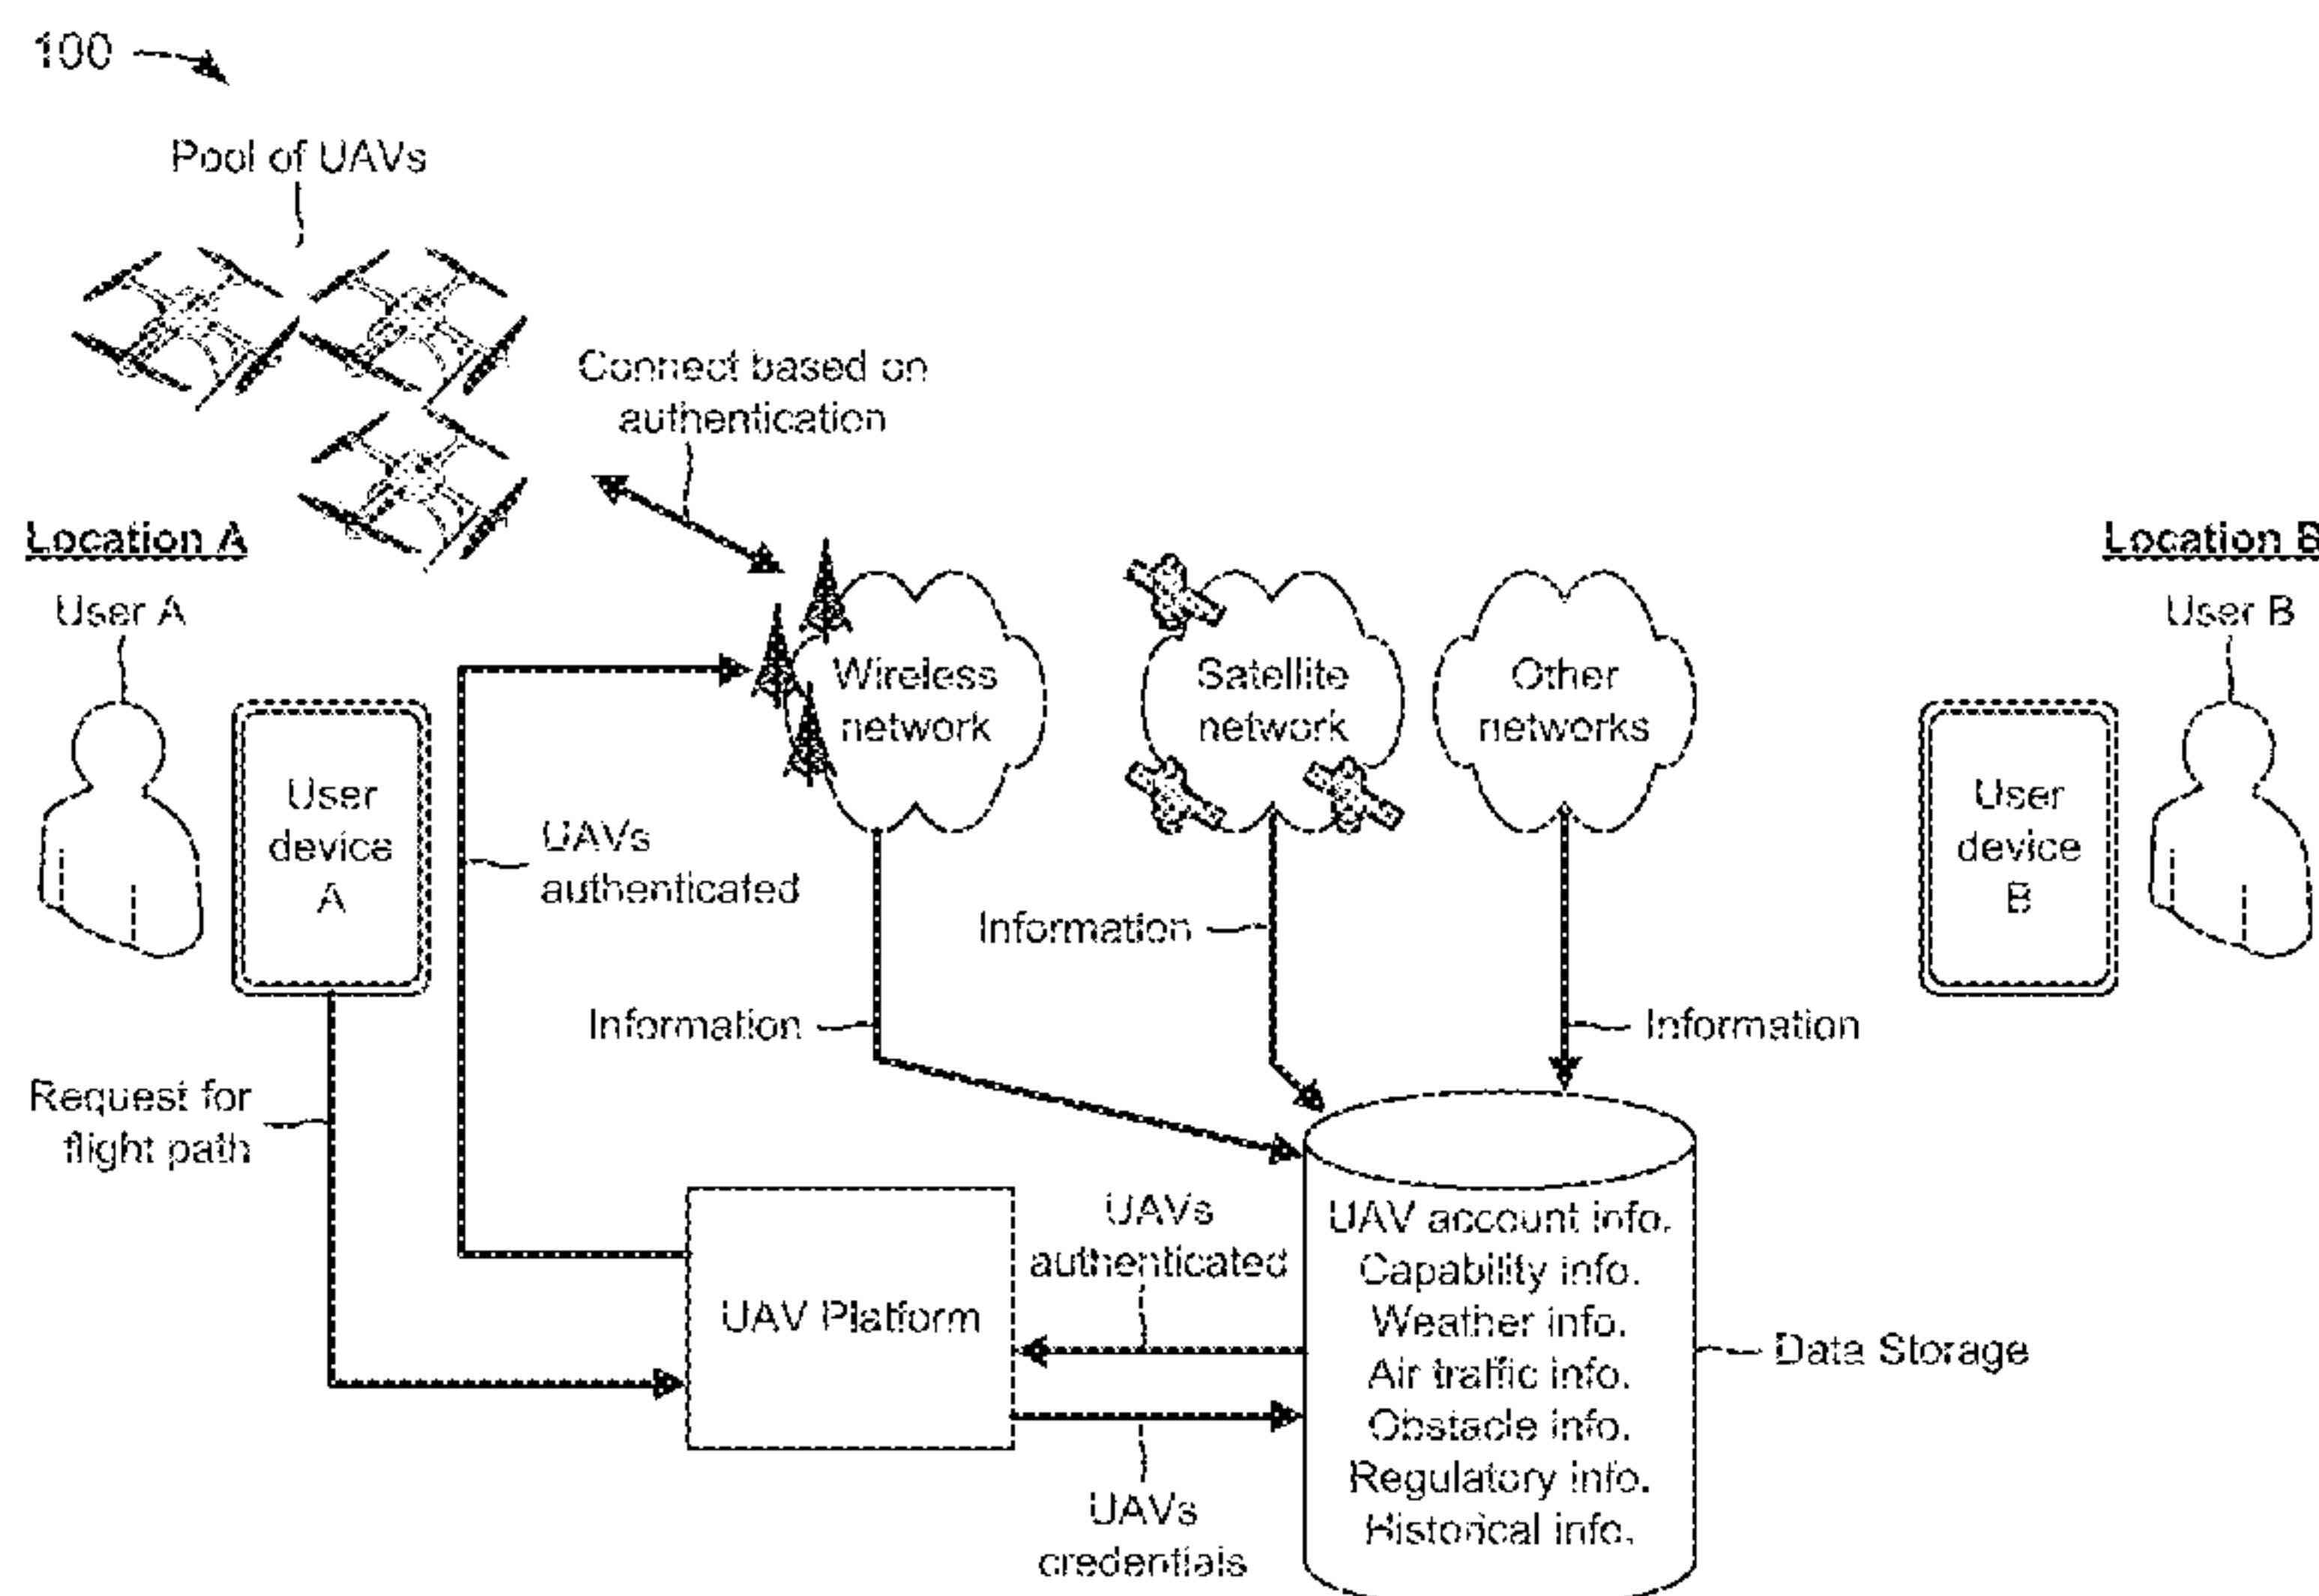 100
Pool of UAVs
Connect based on
authentication
Location A
Location B
User A
User B
Wireless
network
Satellite
network
Other
networks
User
device
A
User
device
B
UAVs
authenticated
Information
Information
Information
Request for
flight path
UAVs
authenticated
UAV Platform
UAV account info.
Capability info.
Weather info.
Air traffic info.
Obstacle info.
Regulatory info.
Historical info.
Data Storage
UAVs
credentials